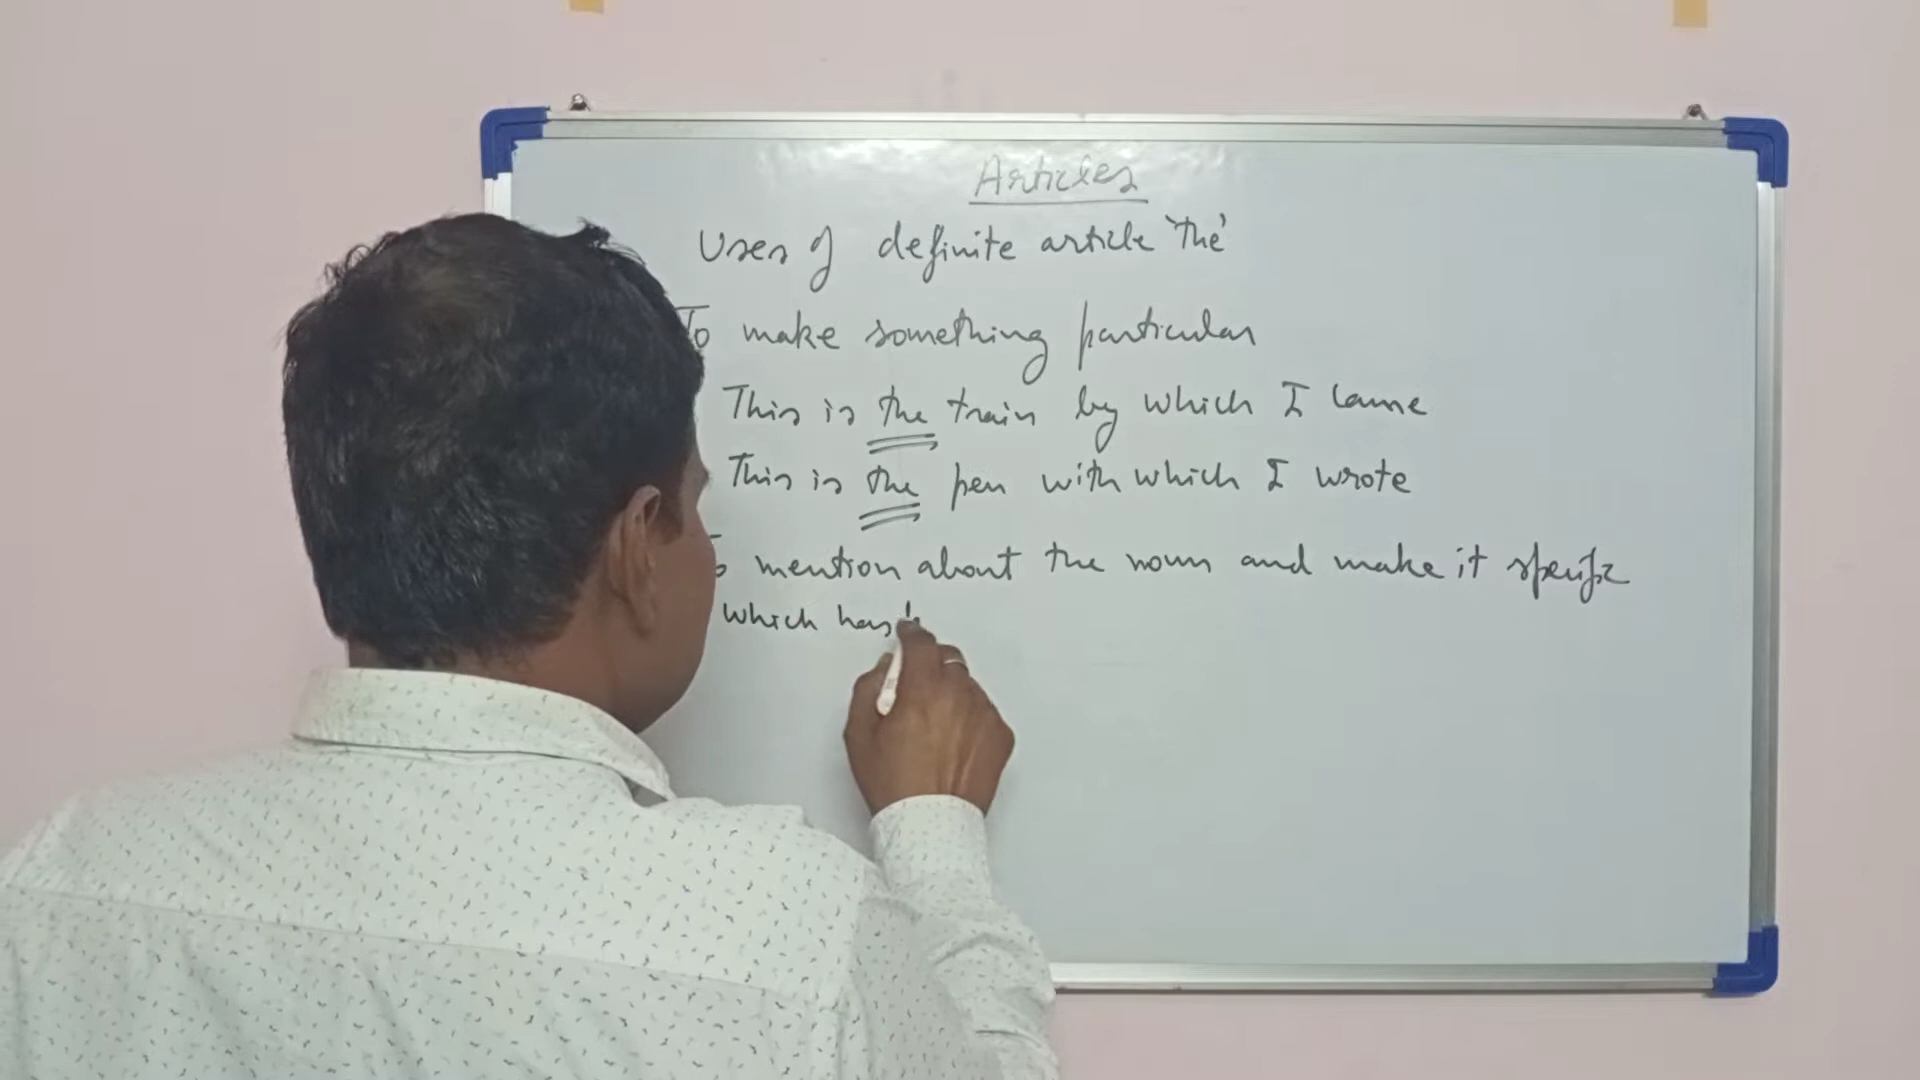 Articles
Uses of definite article 'the'
To make something particular
This is the train by which I came
This is the pen with which I wrote
To mention about the noun and make it specific
which has